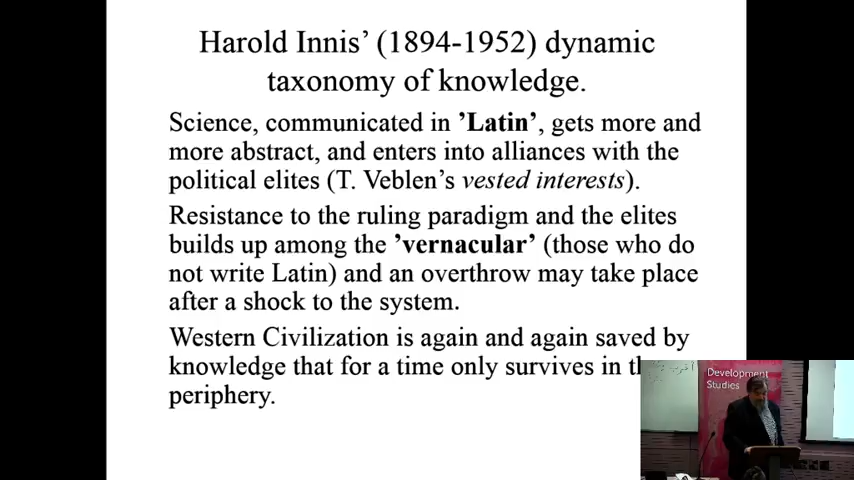 Harold Innis’ (1894-1952) dynamic
taxonomy of knowledge.
Science, communicated in ’Latin’, gets more and
more abstract, and enters into alliances with the
political elites (T. Veblen’s vested interests).
Resistance to the ruling paradigm and the elites
builds up among the ’vernacular’ (those who do
not write Latin) and an overthrow may take place
after a shock to the system.
Western Civilization is again and again saved by
knowledge that for a time only survives in
periphery.
Development
Studies